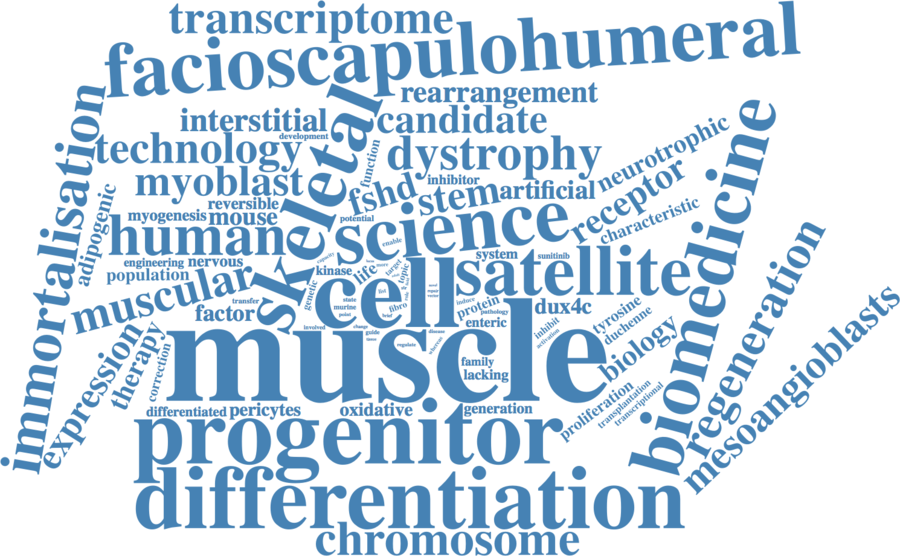 transcriptome
facioscapulohumeral
rearrangement
interstitial
candidate
development
technology
skeletal
function
dystrophy
neurotrophic
myoblast
fshd
inhibitor
stem
artificial
receptor
reversible
myogenesis
mouse
potential
characteristic
immortalisation
adipogenic
human
science
enable
biomedicine
engineering
nervous
population
capacity
kinase
life
target
topic
system
sunitinib
satellite
regeneration
muscular
genetic
cell
transfer
factor
state
murine
fibro
induce
protein
pathology
dux4c
enteric
mesoangioblasts
expression
therapy
correction
involved
change
guide
regulate
disease
whereas
muscle
family
lacking
inhibit
activation
tyrosine
duchenne
biology
differentiated
pericytes
oxidative
generation
proliferation
transplantation
transcriptional
progenitor
differentiation
chromosome